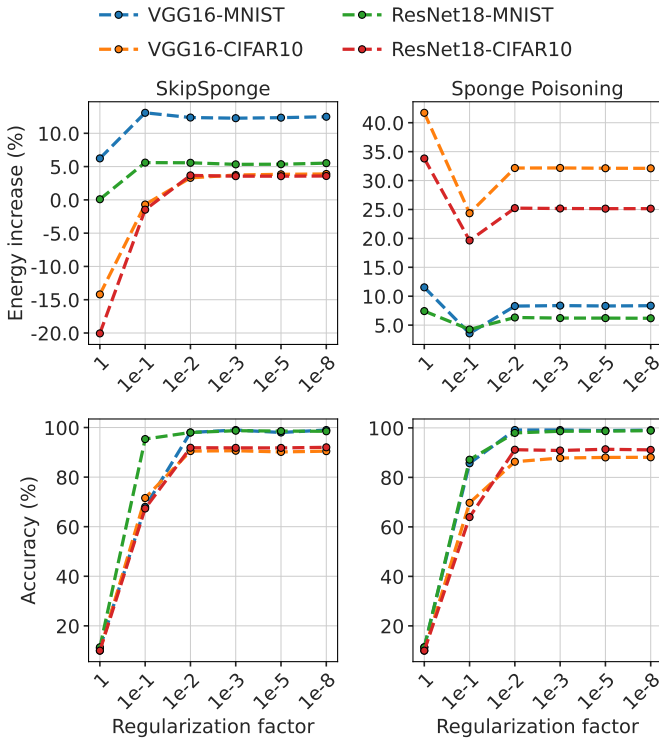 VGG16-MNIST ResNet18-MNIST
VGG16-CIFAR10 ResNet18-CIFAR10
SkipSponge Sponge Poisoning
Energy increase (%)
10.0
5.0
0.0
-5.0
-10.0
-15.0
-20.0
1 1e-1 1e-2 1e-3 1e-5 1e-8
40.0
35.0
30.0
25.0
20.0
15.0
10.0
5.0
1 1e-1 1e-2 1e-3 1e-5 1e-8
Accuracy (%)
100
80
60
40
20
1 1e-1 1e-2 1e-3 1e-5 1e-8
Regularization factor
100
80
60
40
20
1 1e-1 1e-2 1e-3 1e-5 1e-8
Regularization factor